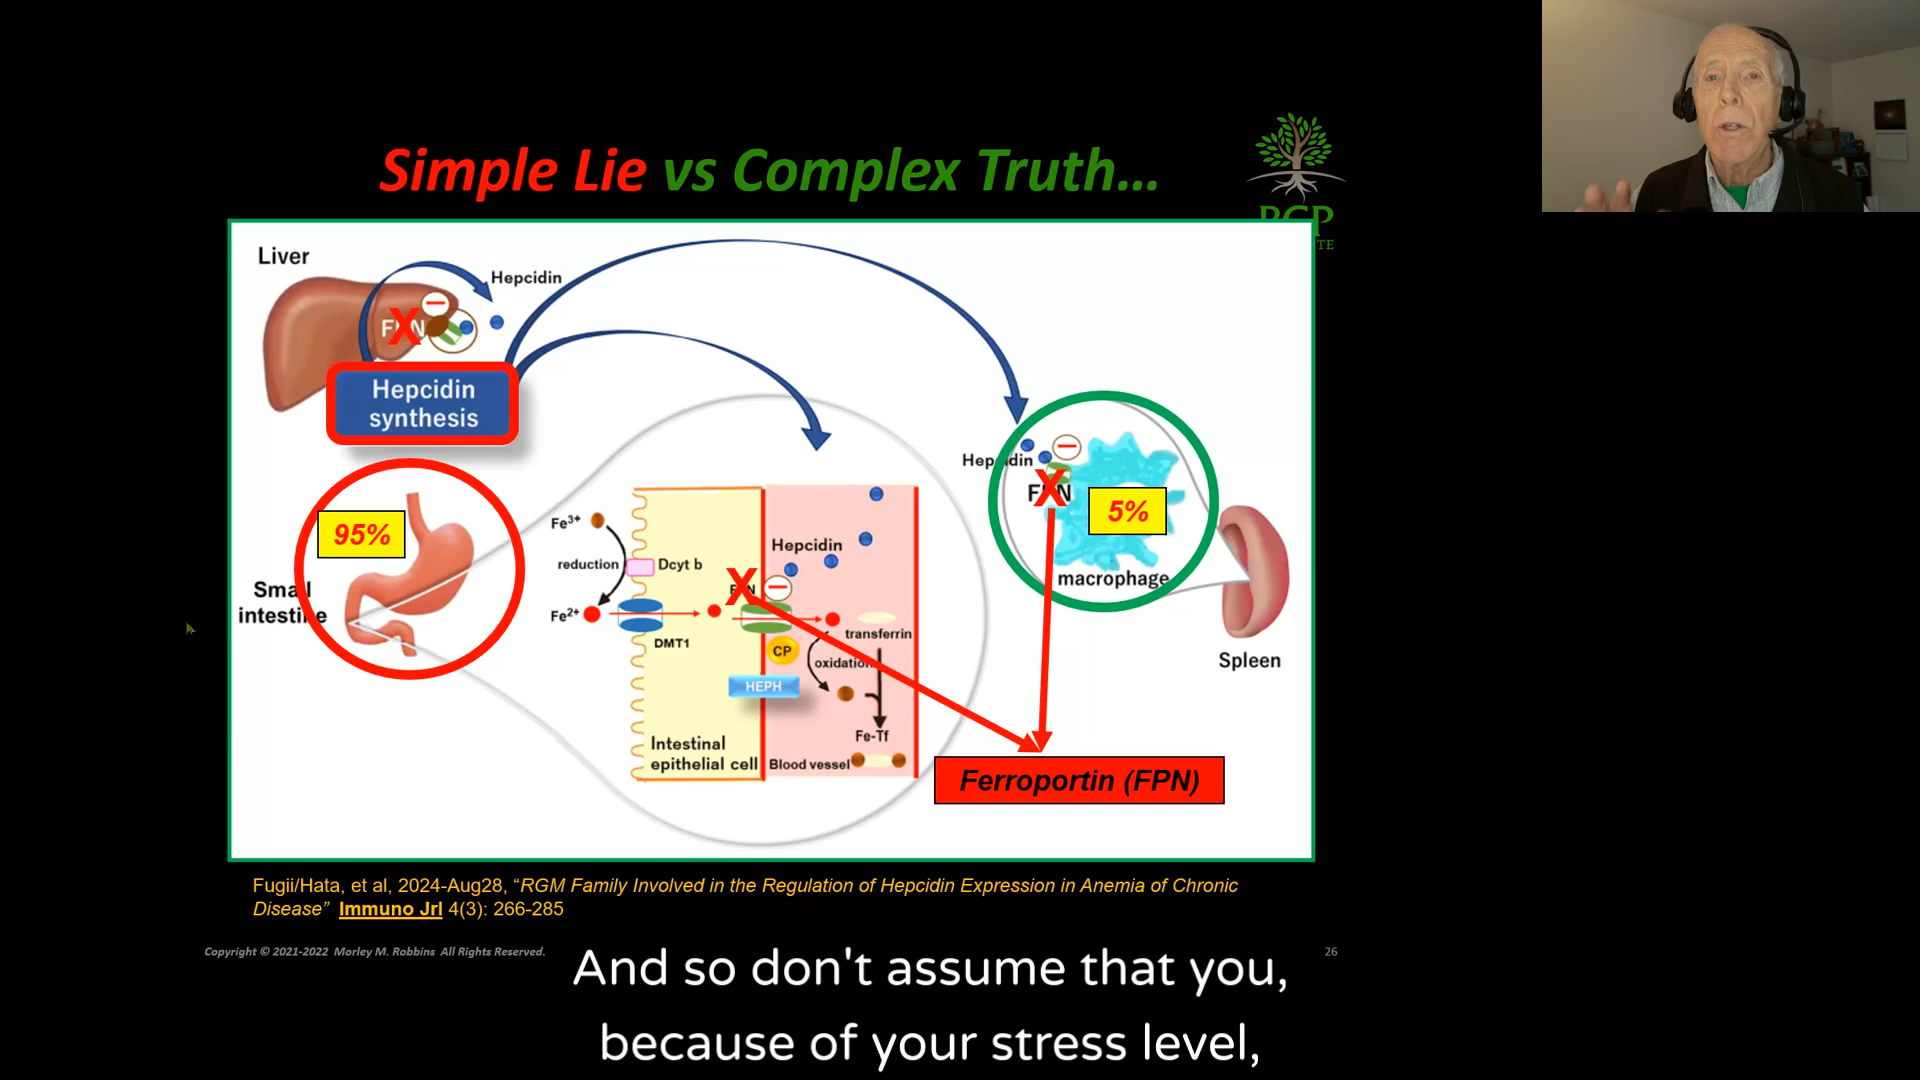 Simple Lie vs Complex Truth...
RGP
Liver
Hepcidin
Hepcidin
synthesis
95%
Small
intestine
Fe3+
reduction
Dcyt b
Fe2+
DMT1
Hepcidin
FPN
X
CP
HEPH
transferrin
oxidation
Fe-Tf
Intestinal
epithelial cell
Blood vessel
Hepcidin
FPN
X
5%
macrophage
Spleen
Ferroportin (FPN)
Fugii/Hata, et al, 2024-Aug28, “RGM Family Involved in the Regulation of Hepcidin Expression in Anemia of Chronic
Disease” Immuno Jrl 4(3): 266-285
Copyright © 2021-2022 Morley M. Robbins All Rights Reserved.
26
And so don't assume that you,
because of your stress level,